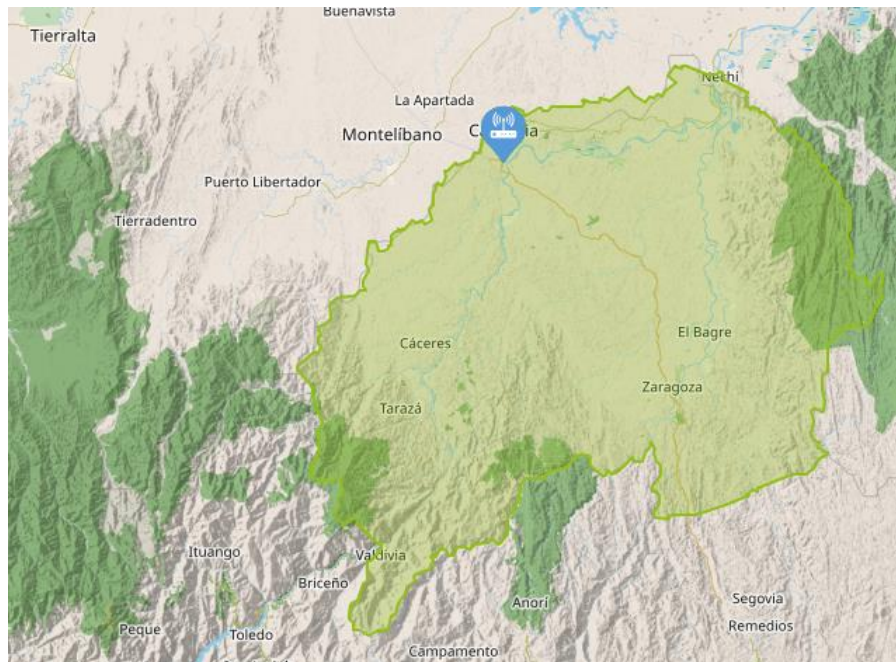 Buenavista
Tierralta
Nechí
La Apartada
Montelíbano
Puerto Libertador
Tierradentro
El Bagre
Cáceres
Zaragoza
Tarazá
Ituango
Valdivia
Briceño
Segovia
Anorí
Peque
Toledo
Remedios
Campamento